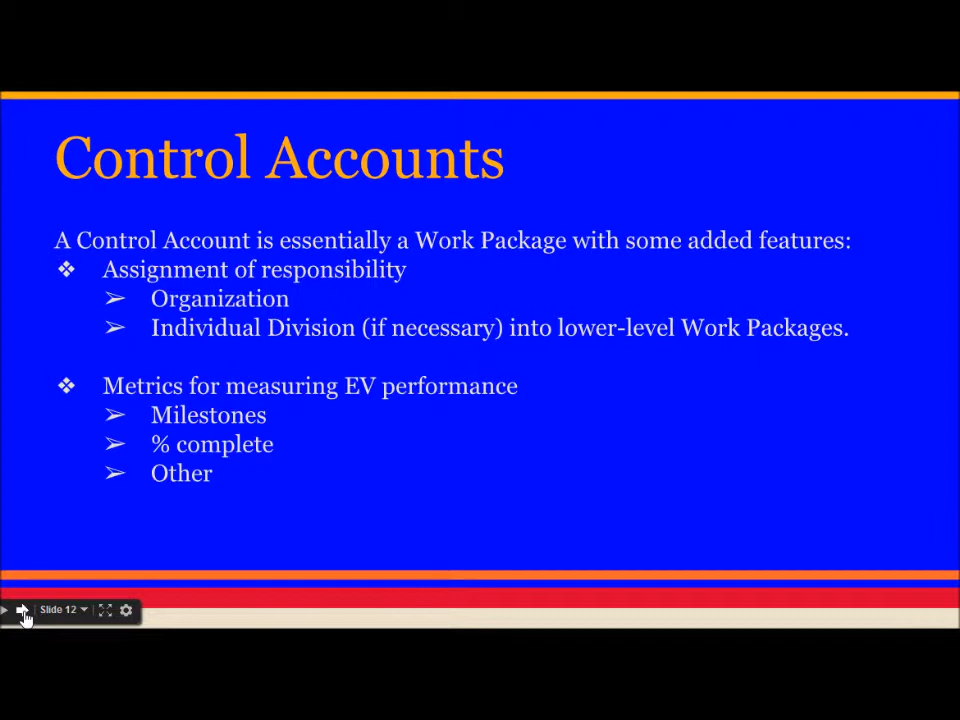 Control Accounts
A Control Account is essentially a Work Package with some added features:
❖ Assignment of responsibility
➢ Organization
➢ Individual Division (if necessary) into lower-level Work Packages.
❖ Metrics for measuring EV performance
➢ Milestones
➢ % complete
➢ Other
Slide 12